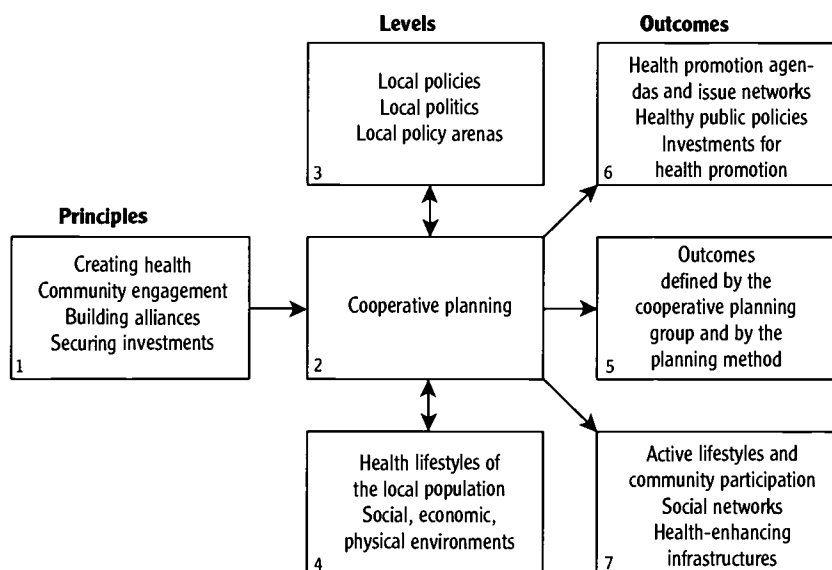 Levels
Outcomes
Local policies
Local politics
Local policy arenas
3
Health promotion agen-
das and issue networks
Healthy public policies
Investments for
health promotion
6
Principles
Creating health
Community engagement
Building alliances
Securing investments
1
Cooperative planning
2
Outcomes
defined by the
cooperative planning
group and by the
planning method
5
Health lifestyles of
the local population
Social, economic,
physical environments
4
Active lifestyles and
community participation
Social networks
Health-enhancing
infrastructures
7